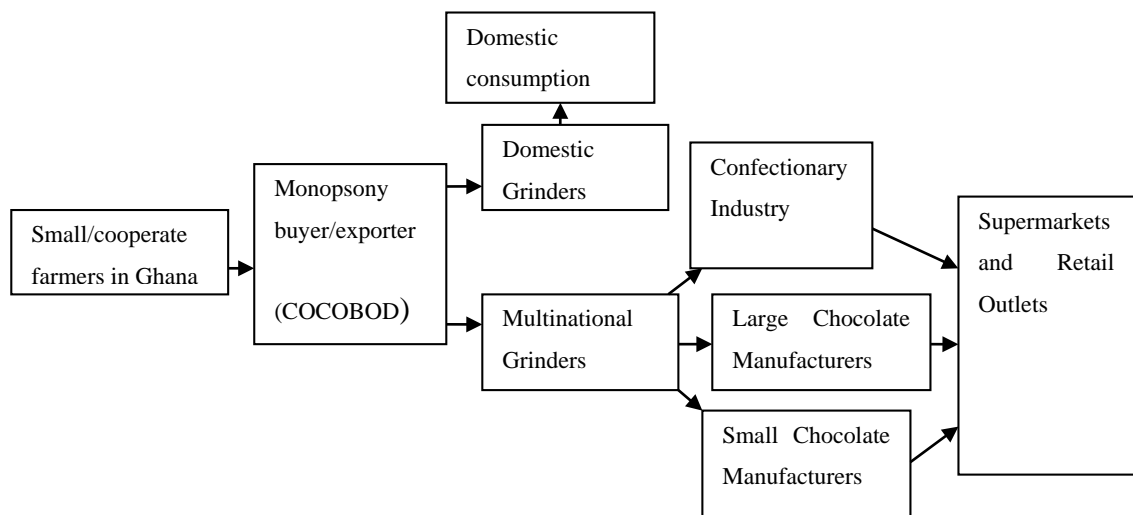 Small/cooperate
farmers in Ghana
Monopsony
buyer/exporter
(COCOBOD)
Domestic
consumption
Domestic
Grinders
Multinational
Grinders
Confectionary
Industry
Large Chocolate
Manufacturers
Small Chocolate
Manufacturers
Supermarkets
and Retail
Outlets